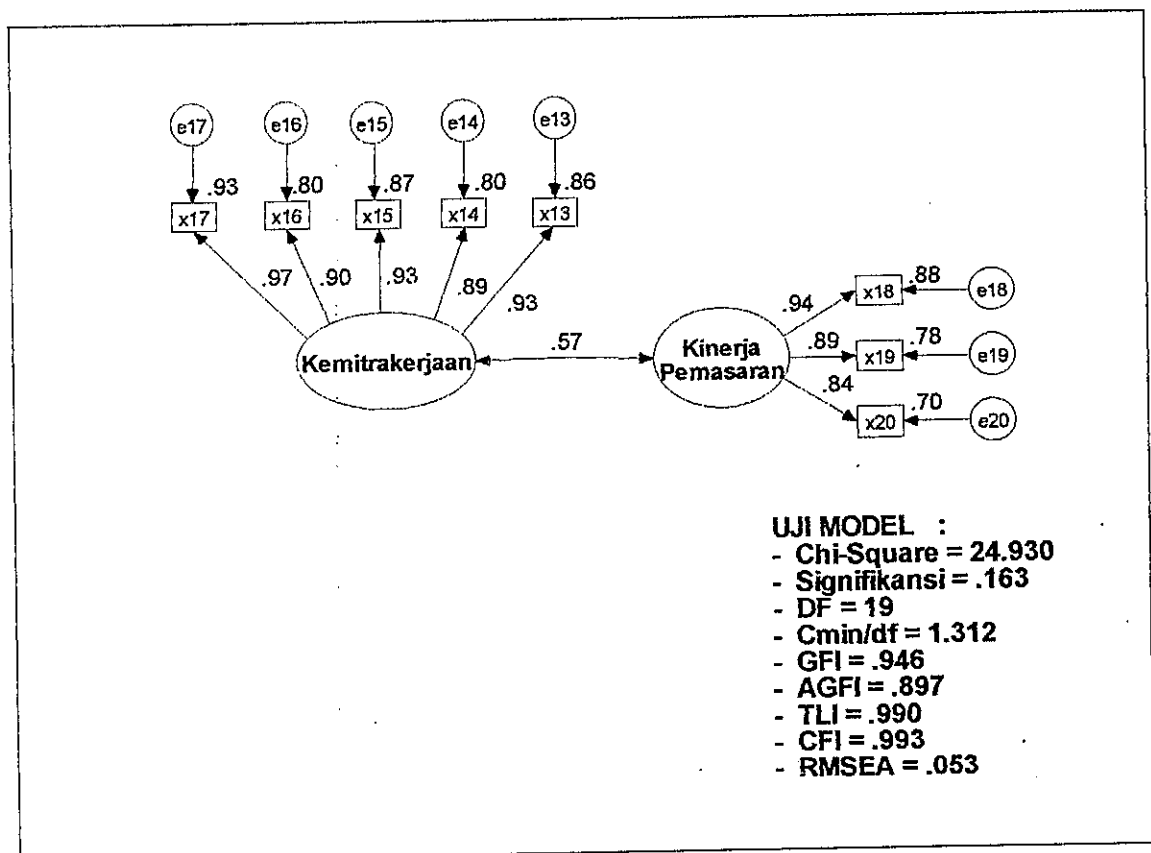 e17 e16 e15 e14 e13
.93 .80 .87 .80 .86
x17 x16 x15 x14 x13
.97 .90 .93 .89 .93
.88
x18 e18
.94
.57
.89 .78
x19 e19
Kemitrakerjaan
Kinerja
Pemasaran
.84
.70
x20 e20
UJI MODEL :
- Chi-Square = 24.930
- Signifikansi = .163
- DF = 19
- Cmin/df = 1.312
- GFI = .946
- AGFI = .897
- TLI = .990
- CFI = .993
- RMSEA = .053